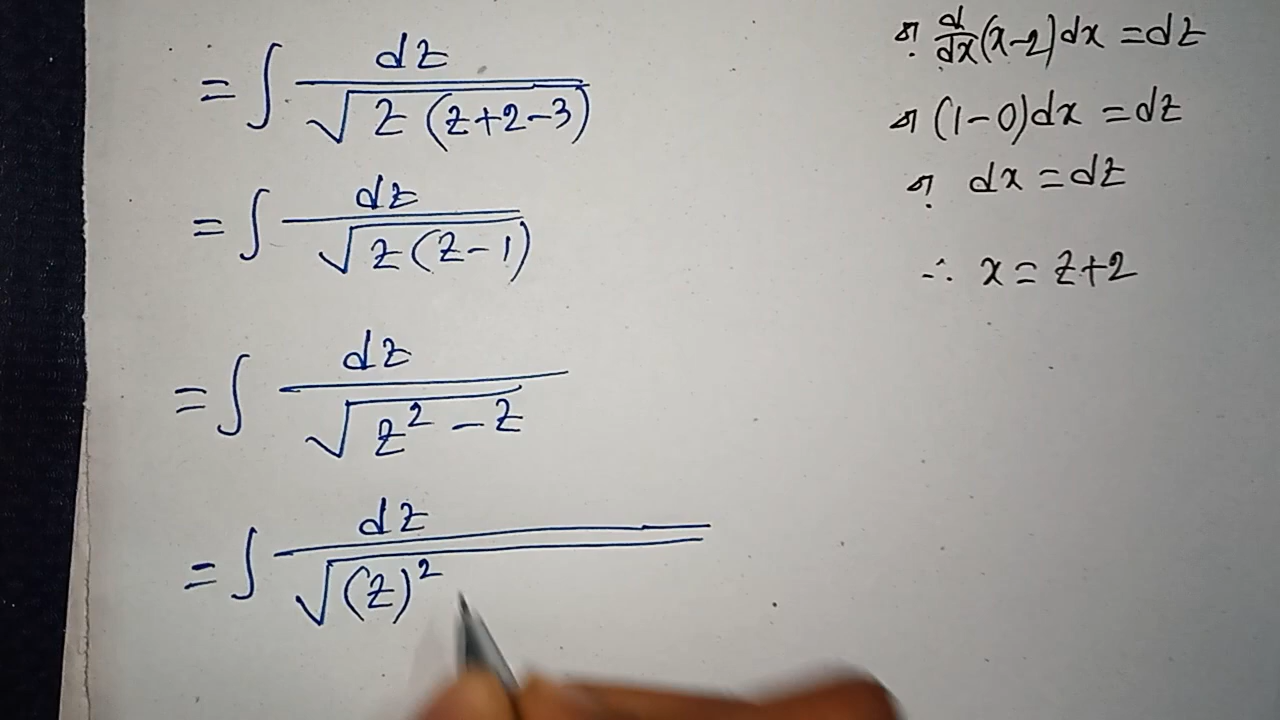 = ∫ dz / √(z (z+2-3))
= ∫ dz / √(z (z-1))
= ∫ dz / √(z² - z)
= ∫ dz / √((z)²
বা, d/dx (x-2) dx = dz
বা (1-0) dx = dz
বা, dx = dz
∴ x = z+2